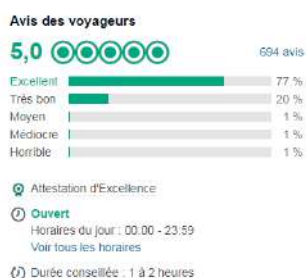 Avis des voyageurs
5,0 694 avis
Excellent 77 %
Très bon 20 %
Moyen 1 %
Médiocre 1 %
Horrible 1 %
Attestation d'Excellence
Ouvert
Horaires du jour : 00:00 - 23:59
Voir tous les horaires
Durée conseillée : 1 à 2 heures